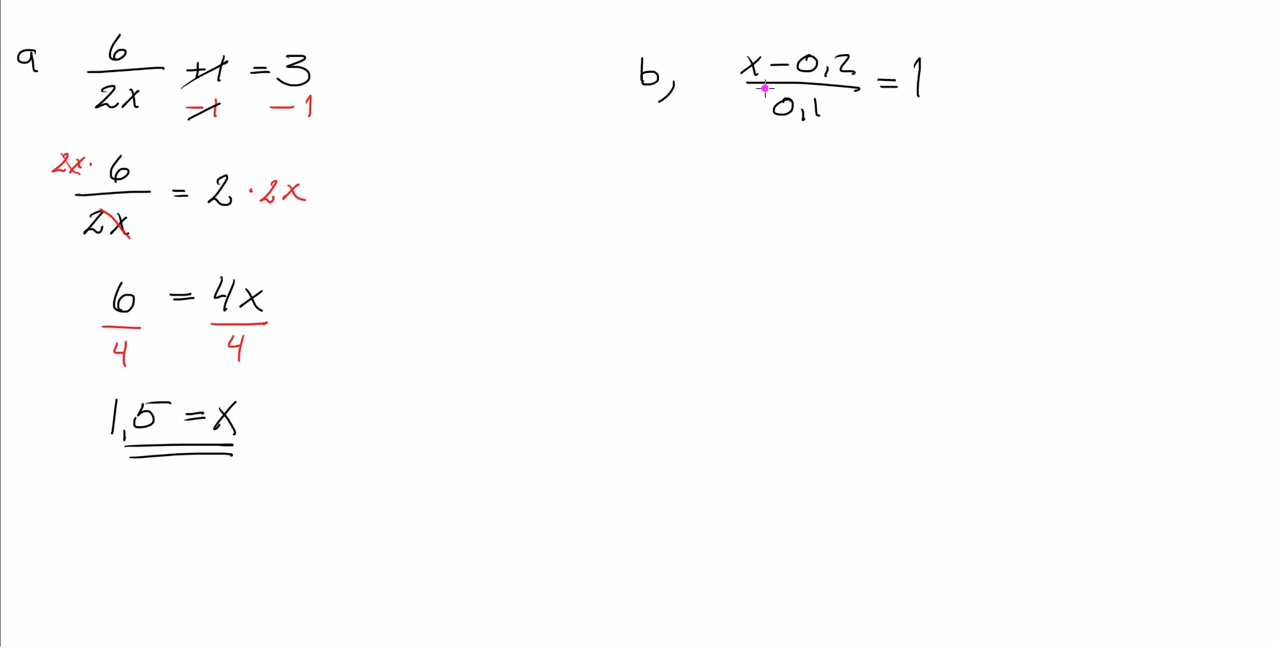 a 6/2x +1 = 3
-1 -1
2x· 6/2x = 2 · 2x
6/4 = 4x/4
1,5 = x
b, x-0,2/0,1 = 1